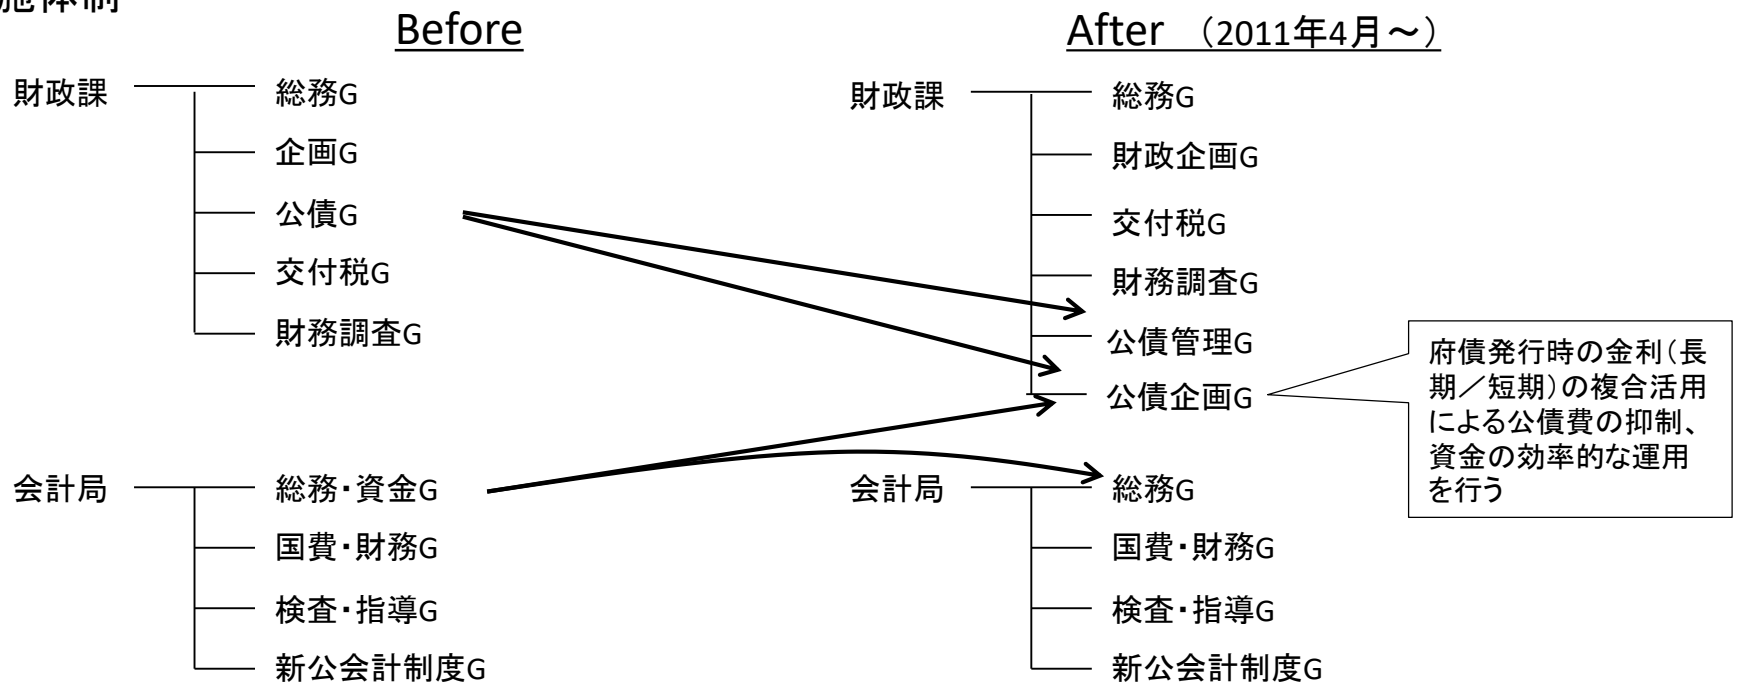 施体制
Before
財政課
総務G
企画G
公債G
交付税G
財務調査G
会計局
総務・資金G
国費・財務G
検査・指導G
新公会計制度G
After （2011年4月～）
財政課
総務G
財政企画G
交付税G
財務調査G
公債管理G
公債企画G
会計局
総務G
国費・財務G
検査・指導G
新公会計制度G
府債発行時の金利（長
期／短期）の複合活用
による公債費の抑制、
資金の効率的な運用
を行う